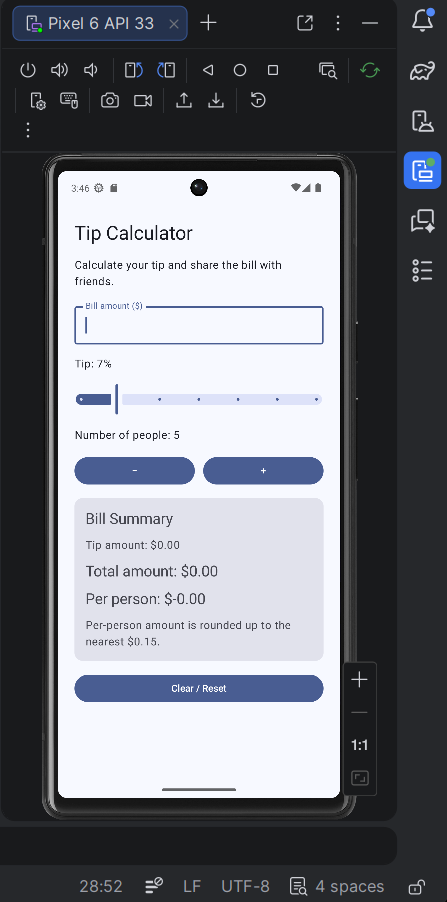 Pixel 6 API 33
3:46
Tip Calculator
Calculate your tip and share the bill with
friends.
Bill amount ($)
Tip: 7%
Number of people: 5
− +
Bill Summary
Tip amount: $0.00
Total amount: $0.00
Per person: $-0.00
Per-person amount is rounded up to the
nearest $0.15.
Clear / Reset
1:1
28:52 LF UTF-8 4 spaces